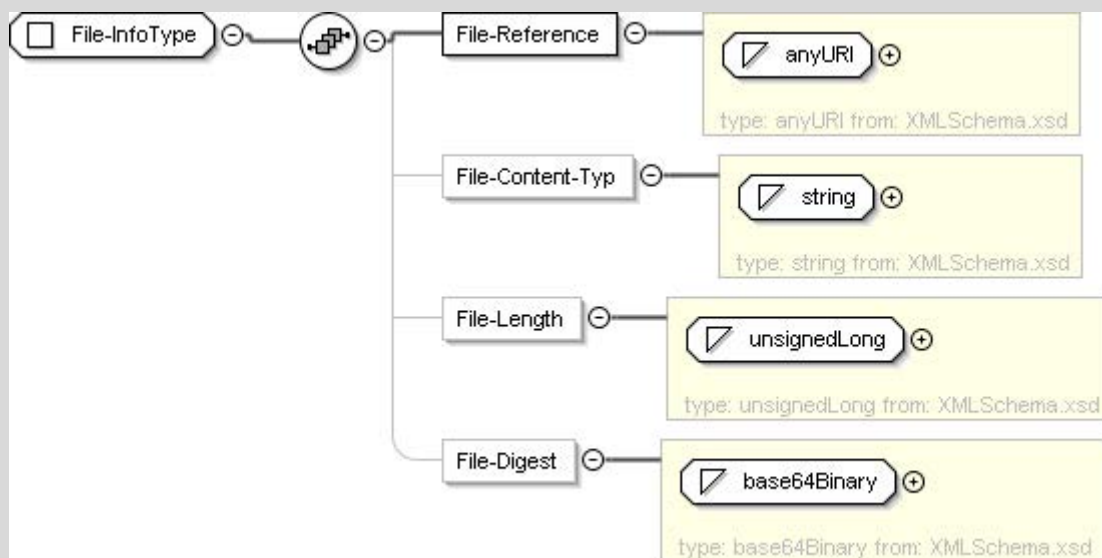 File-InfoType
File-Reference
anyURI
type: anyURI from: XMLSchema.xsd
File-Content-Typ
string
type: string from: XMLSchema.xsd
File-Length
unsignedLong
type: unsignedLong from: XMLSchema.xsd
File-Digest
base64Binary
type: base64Binary from: XMLSchema.xsd